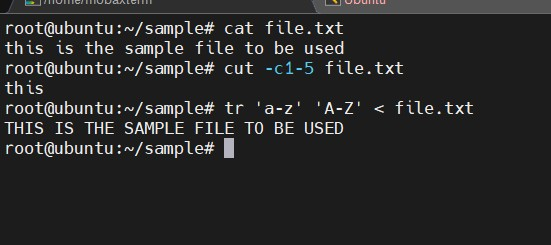 /home/mobaxterm
Ubuntu
root@ubuntu:~/sample# cat file.txt
this is the sample file to be used
root@ubuntu:~/sample# cut -c1-5 file.txt
this
root@ubuntu:~/sample# tr 'a-z' 'A-Z' < file.txt
THIS IS THE SAMPLE FILE TO BE USED
root@ubuntu:~/sample#